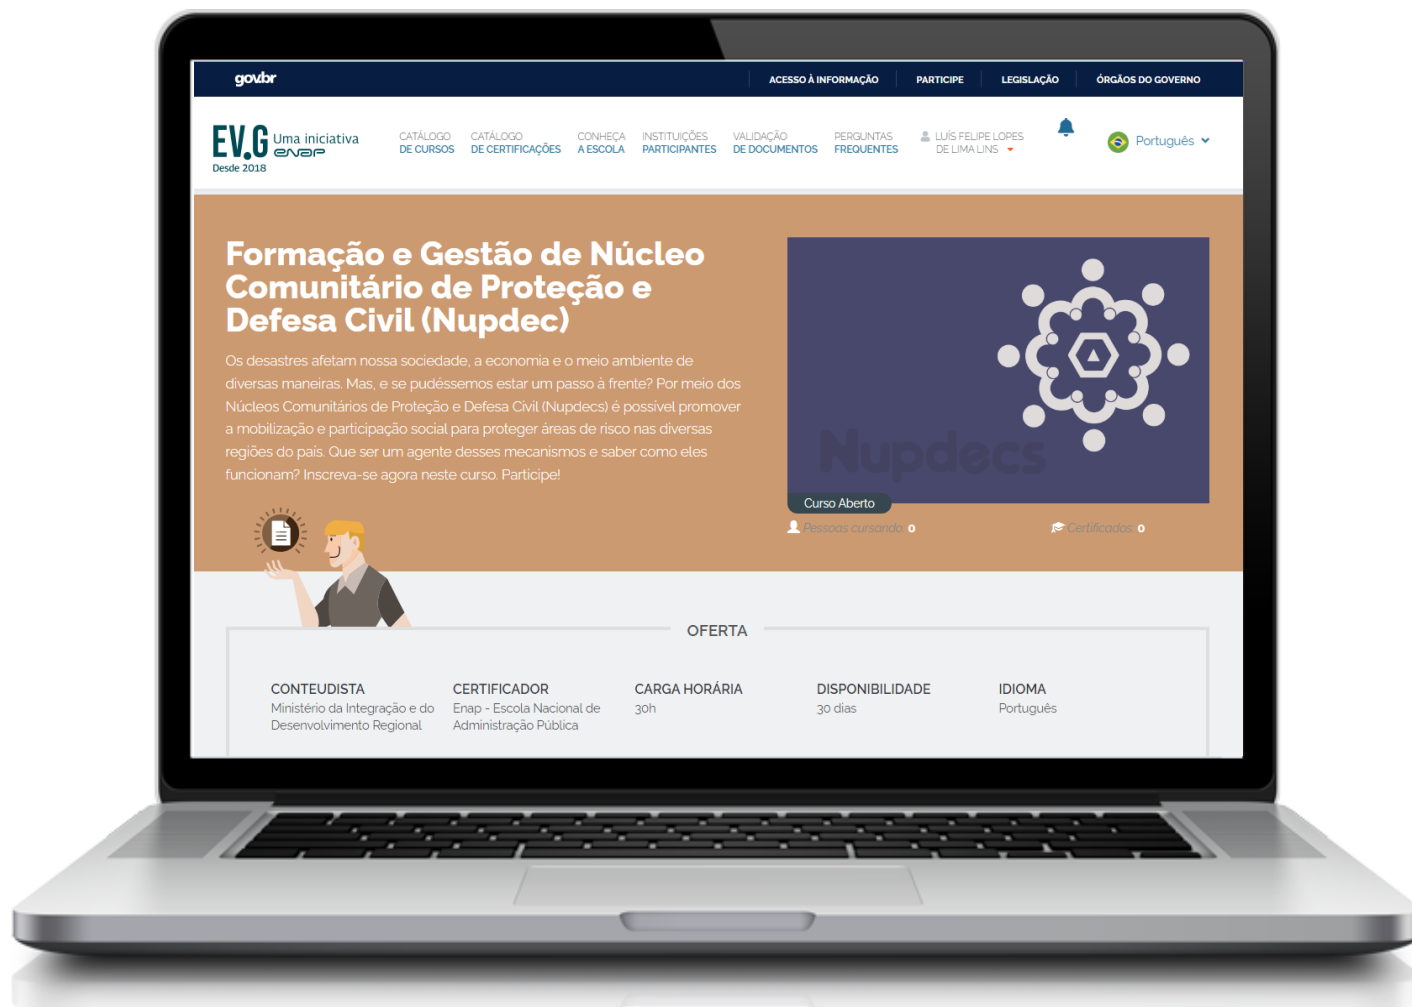 gov.br
ACESSO À INFORMAÇÃO
PARTICIPE
LEGISLAÇÃO
ÓRGÃOS DO GOVERNO
EV.G Uma iniciativa
enap
Desde 2018
CATÁLOGO
DE CURSOS
CATÁLOGO
DE CERTIFICAÇÕES
CONHEÇA
A ESCOLA
INSTITUIÇÕES
PARTICIPANTES
VALIDAÇÃO
DE DOCUMENTOS
PERGUNTAS
FREQUENTES
LUÍS FELIPE LOPES
DE LIMA LINS
Português
Formação e Gestão de Núcleo
Comunitário de Proteção e
Defesa Civil (Nupdec)
Os desastres afetam nossa sociedade, a economia e o meio ambiente de
diversas maneiras. Mas, e se pudéssemos estar um passo à frente? Por meio dos
Núcleos Comunitários de Proteção e Defesa Civil (Nupdecs) é possível promover
a mobilização e participação social para proteger áreas de risco nas diversas
regiões do país. Que ser um agente desses mecanismos e saber como eles
funcionam? Inscreva-se agora neste curso. Participe!
Nupdecs
Curso Aberto
Pessoas cursando: 0
Certificados: 0
OFERTA
CONTEUDISTA
Ministério da Integração e do
Desenvolvimento Regional
CERTIFICADOR
Enap - Escola Nacional de
Administração Pública
CARGA HORÁRIA
30h
DISPONIBILIDADE
30 dias
IDIOMA
Português